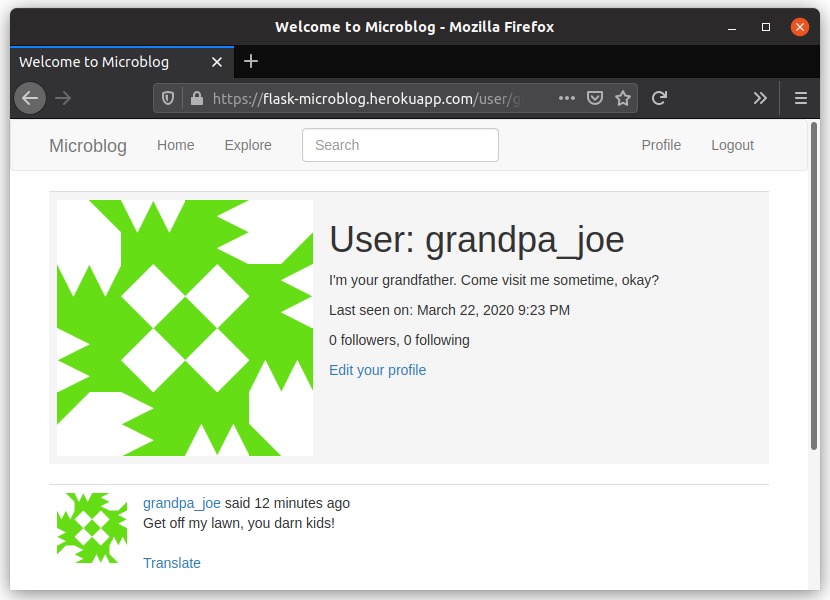 Welcome to Microblog - Mozilla Firefox
Welcome to Microblog
https://flask-microblog.herokuapp.com/user/g
Microblog Home Explore Search Profile Logout
User: grandpa_joe
I'm your grandfather. Come visit me sometime, okay?
Last seen on: March 22, 2020 9:23 PM
0 followers, 0 following
Edit your profile
grandpa_joe said 12 minutes ago
Get off my lawn, you darn kids!
Translate